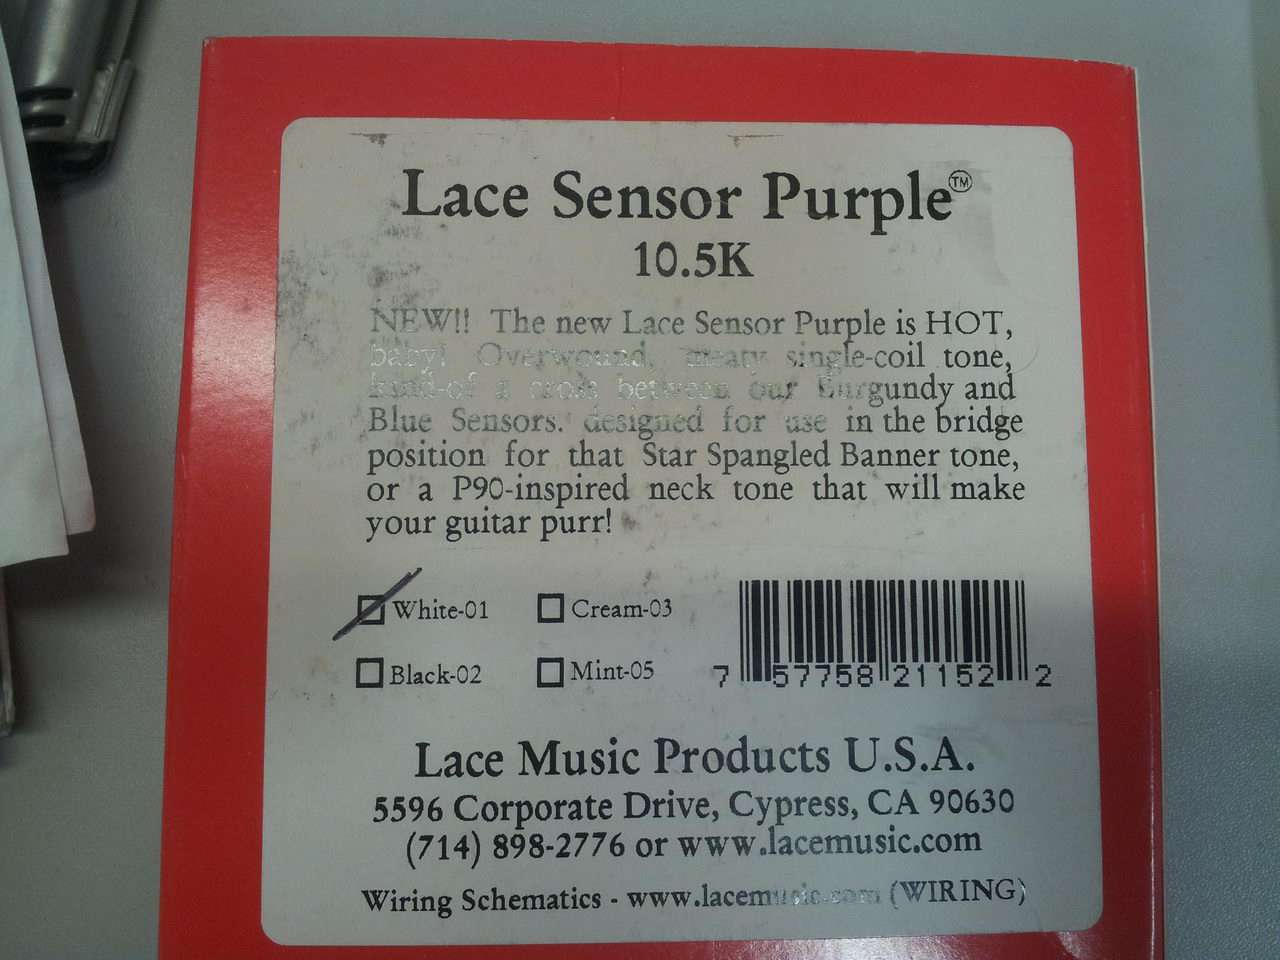 Lace Sensor Purple™
10.5K
NEW!! The new Lace Sensor Purple is HOT,
baby! Overwound, meaty single-coil tone,
kind-of a cross between our Burgundy and
Blue Sensors. designed for use in the bridge
position for that Star Spangled Banner tone,
or a P90-inspired neck tone that will make
your guitar purr!
White-01 Cream-03
Black-02 Mint-05
7 57758 21152 2
Lace Music Products U.S.A.
5596 Corporate Drive, Cypress, CA 90630
(714) 898-2776 or www.lacemusic.com
Wiring Schematics - www.lacemusic.com (WIRING)